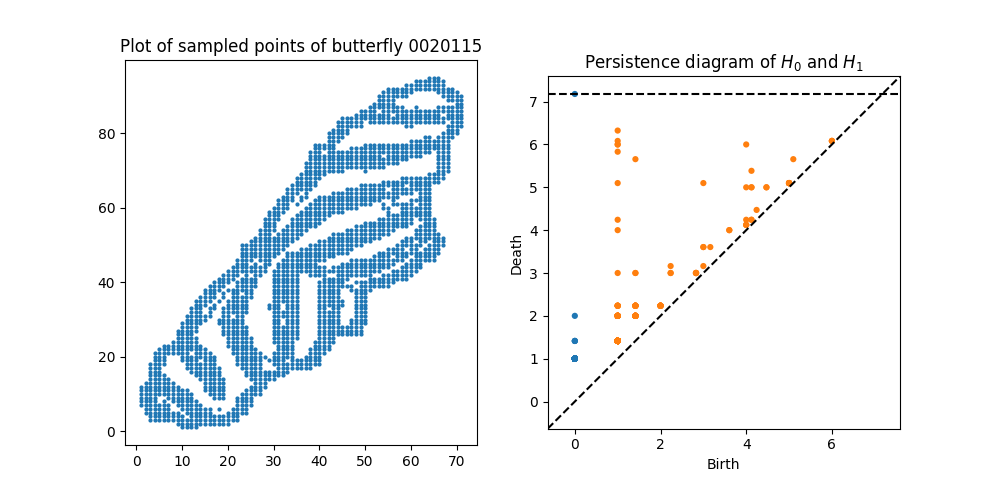 Plot of sampled points of butterfly 0020115
80
60
40
20
0
0 10 20 30 40 50 60 70
Persistence diagram of $H_0$ and $H_1$
Death
7
6
5
4
3
2
1
0
0 2 4 6
Birth